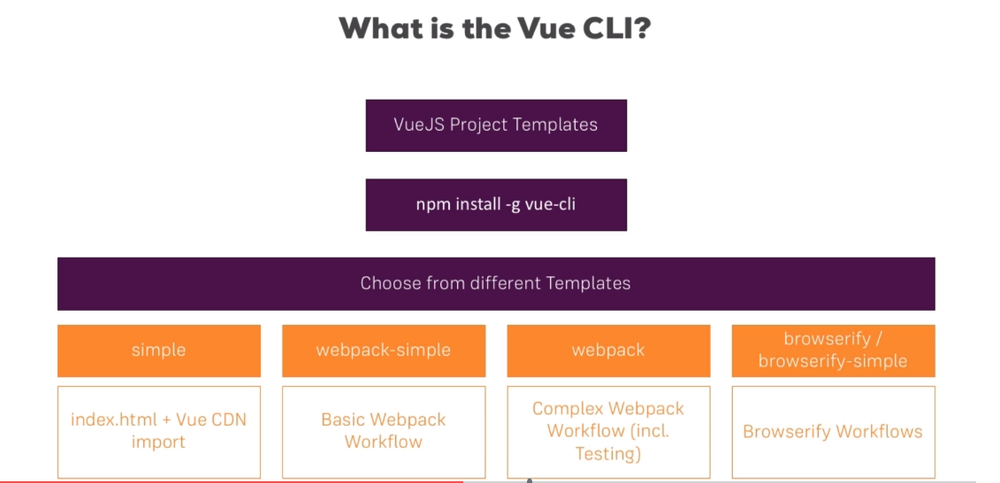 What is the Vue CLI?
VueJS Project Templates
npm install -g vue-cli
Choose from different Templates
simple
webpack-simple
webpack
browserify /
browserify-simple
index.html + Vue CDN
import
Basic Webpack
Workflow
Complex Webpack
Workflow (incl.
Testing)
Browserify Workflows